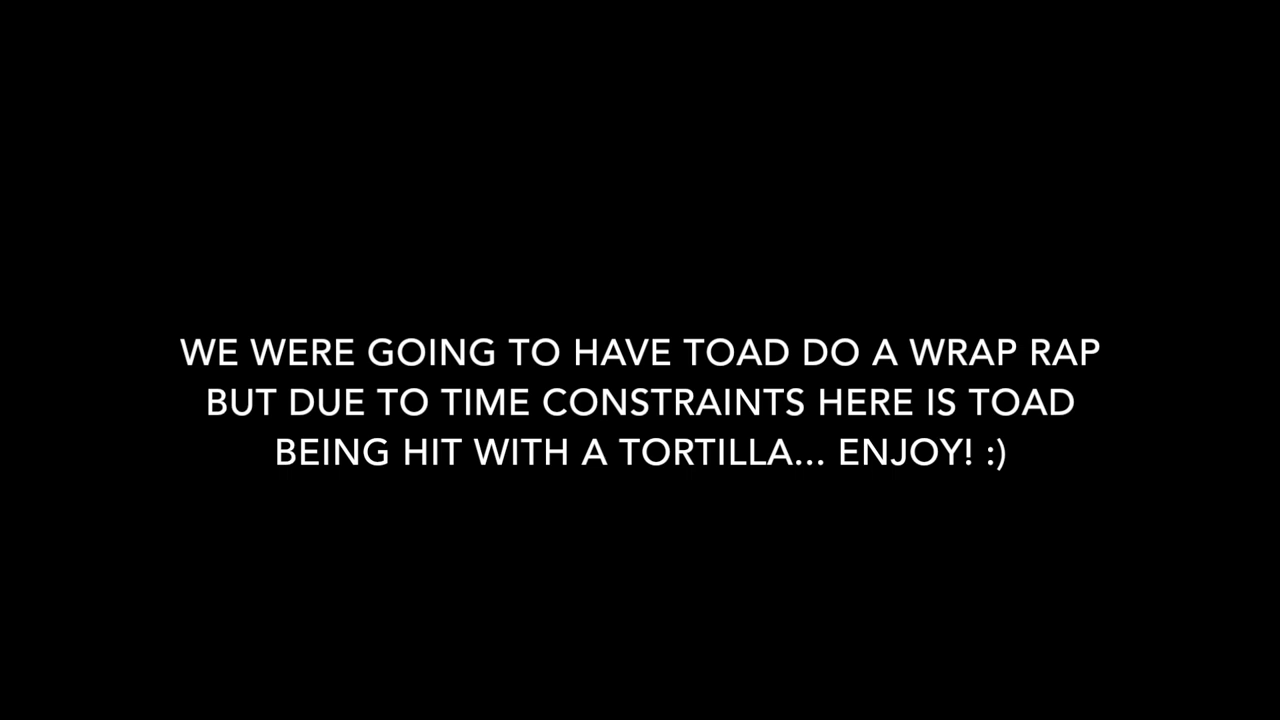 WE WERE GOING TO HAVE TOAD DO A WRAP RAP
BUT DUE TO TIME CONSTRAINTS HERE IS TOAD
BEING HIT WITH A TORTILLA... ENJOY! :)